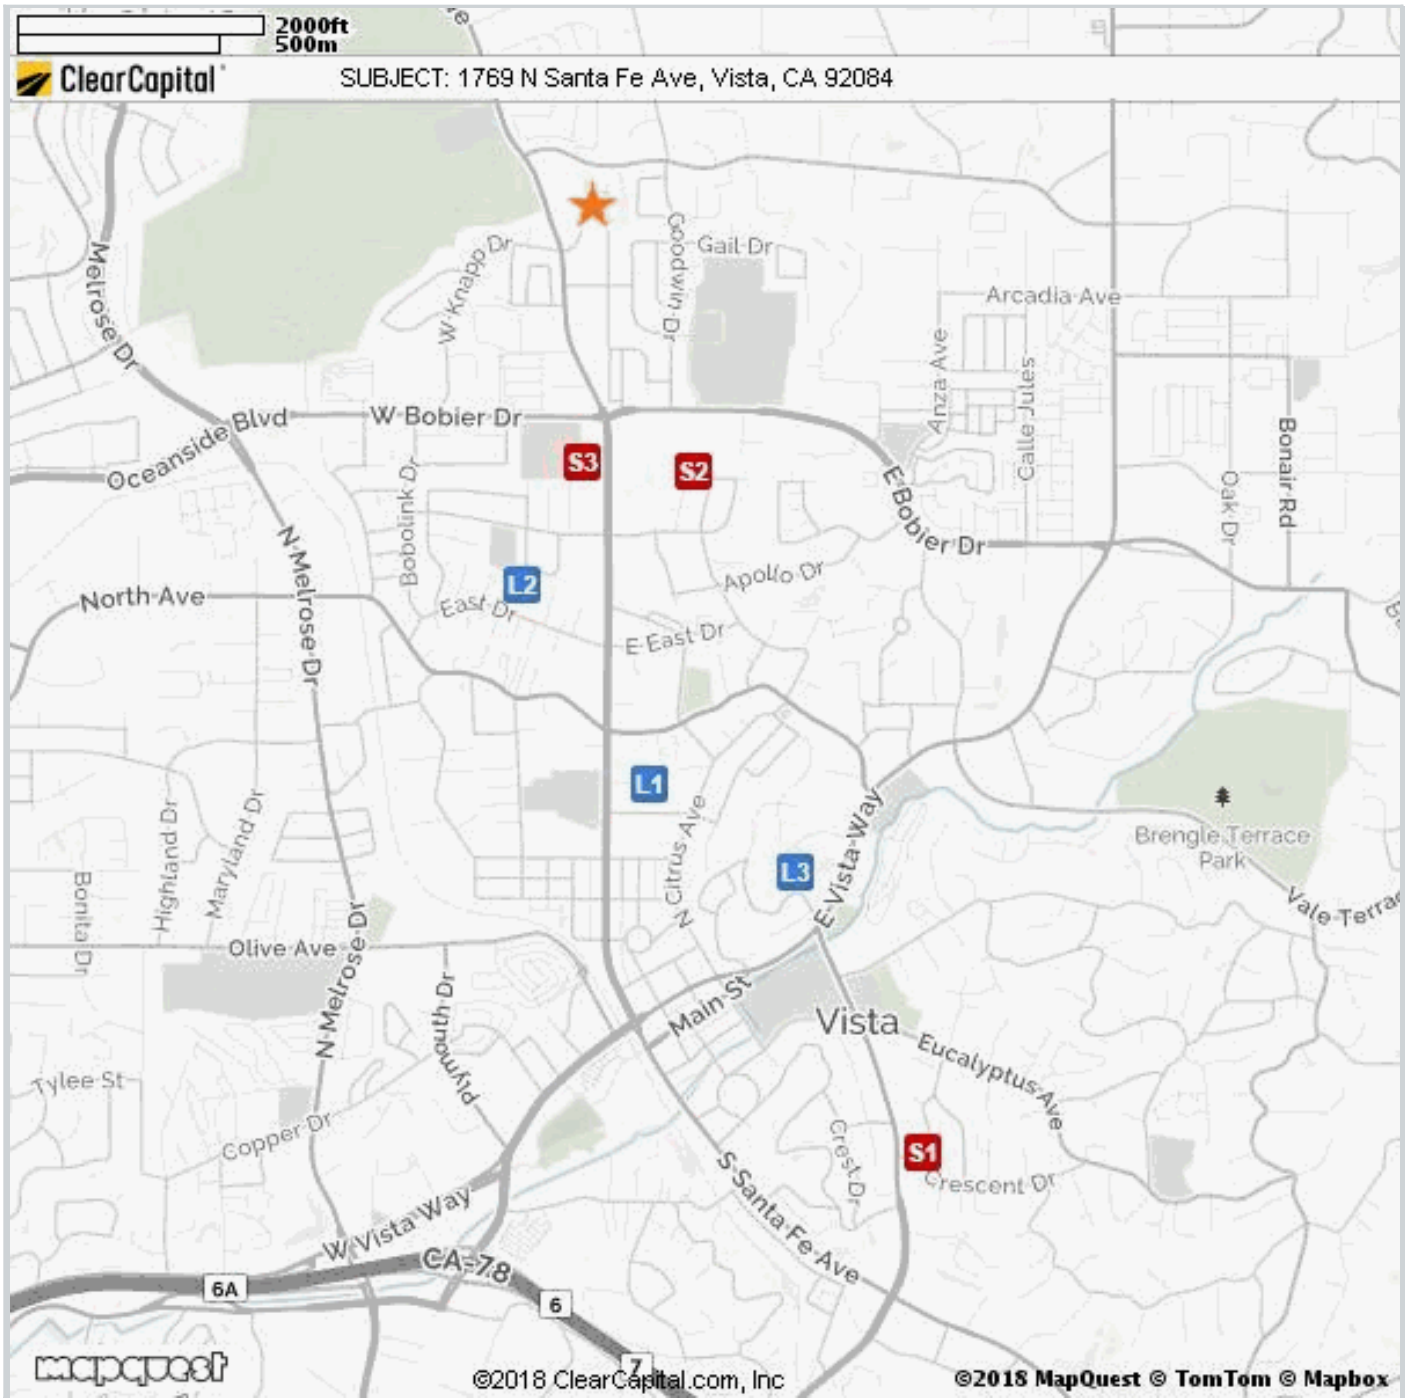 2000ft
500m
ClearCapital
SUBJECT: 1769 N Santa Fe Ave, Vista, CA 92084
Goodwin Dr
Gail Dr
W Knapp Dr
Melrose Dr
Arcadia Ave
Anza Ave
Calle Jules
Oceanside Blvd
W Bobier Dr
Bonair Rd
S3
S2
Bobolink Dr
E Bobier Dr
Oak Dr
N Melrose Dr
L2
Apollo Dr
North Ave
East Dr
E East Dr
L1
N Citrus Ave
E Vista Way
Highland Dr
Maryland Dr
Brengle Terrace
Park
L3
Bonita Dr
Vale Terrac
Olive Ave
N Melrose Dr
Plymouth Dr
Main St
Vista
Eucalyptus Ave
Tylee St
Copper Dr
Crest Dr
S1
Crescent Dr
S Santa Fe Ave
W Vista Way
CA-78
6A
6
7
mapquest
©2018 ClearCapital.com, Inc
©2018 MapQuest © TomTom © Mapbox